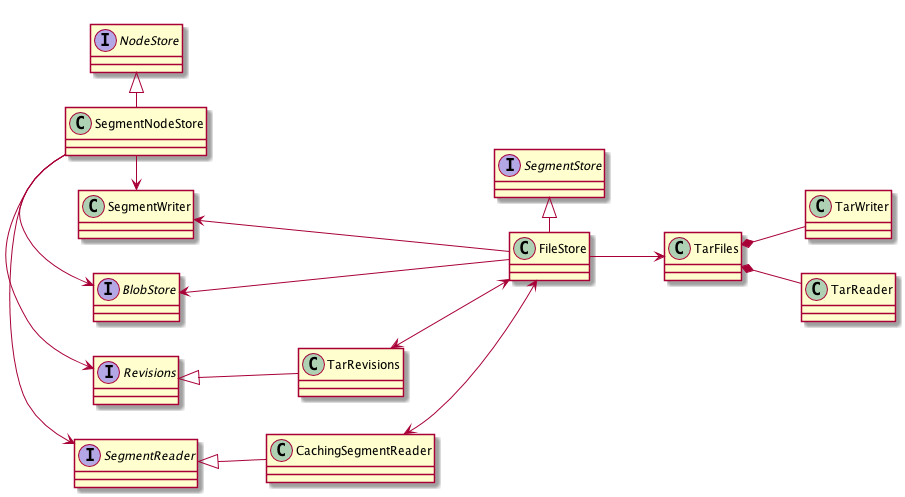 I NodeStore
C SegmentNodeStore
I SegmentStore
C SegmentWriter
C TarWriter
C FileStore
C TarFiles
I BlobStore
C TarReader
I Revisions
C TarRevisions
I SegmentReader
C CachingSegmentReader